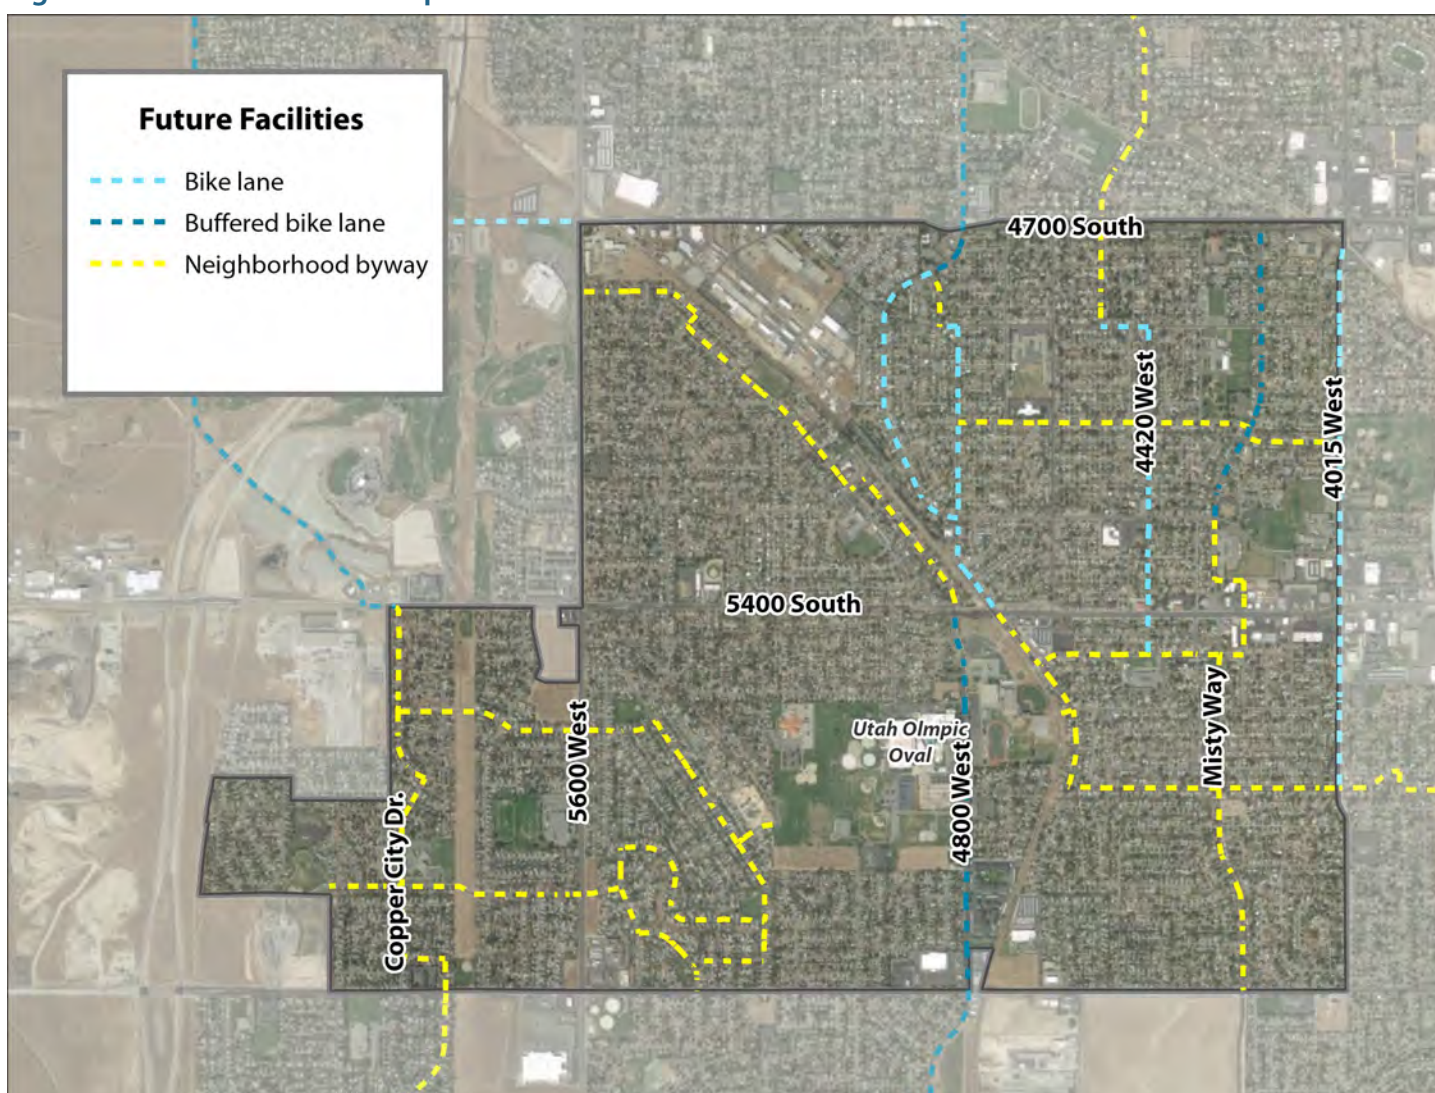 Future Facilities
Bike lane
Buffered bike lane
Neighborhood byway
4700 South
4420 West
4015 West
5400 South
Misty Way
Utah Olmpic
Oval
5600 West
4800 West
Copper City Dr.